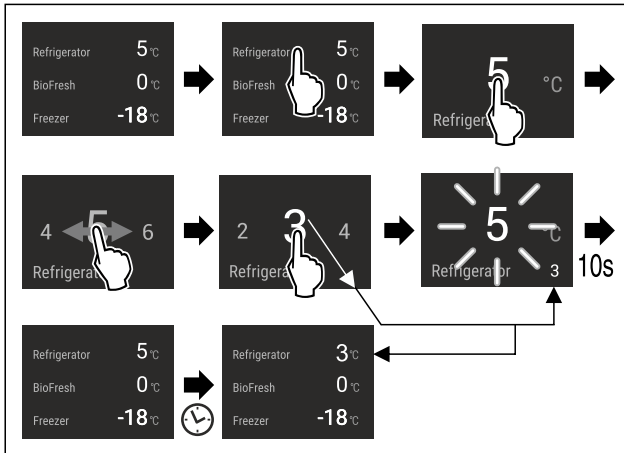 Refrigerator 5 °C
BioFresh 0 °C
Freezer -18 °C
Refrigerator 5 °C
BioFresh 0 °C
Freezer -18 °C
5 °C
4 5 6
2 3 4
5 °C
Refrigerator 3
10s
Refrigerator 5 °C
BioFresh 0 °C
Freezer -18 °C
Refrigerator 3 °C
BioFresh 0 °C
Freezer -18 °C